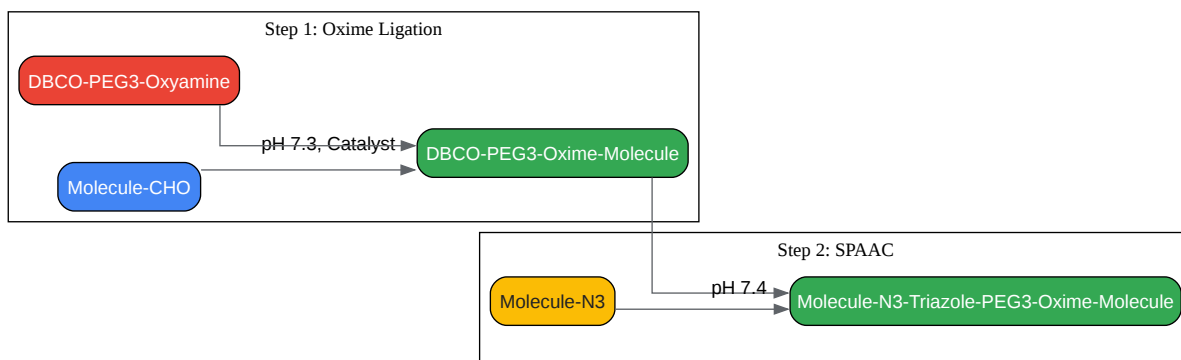 Step 1: Oxime Ligation
DBCO-PEG3-Oxyamine
pH 7.3, Catalyst
DBCO-PEG3-Oxime-Molecule
Molecule-CHO
Step 2: SPAAC
Molecule-N3
pH 7.4
Molecule-N3-Triazole-PEG3-Oxime-Molecule